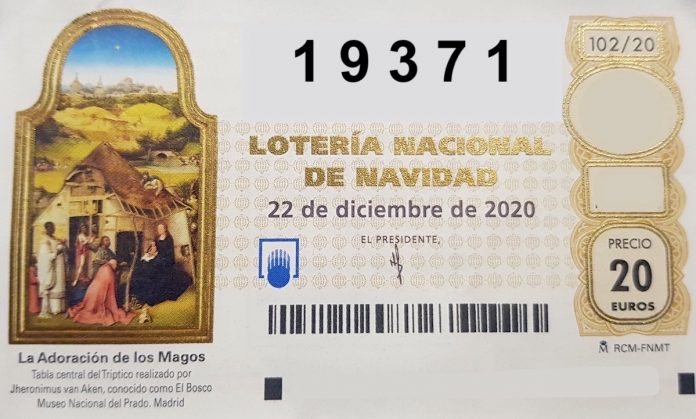 19371
102/20
LOTERÍA NACIONAL
DE NAVIDAD
22 de diciembre de 2020
EL PRESIDENTE,
PRECIO
20
EUROS
RCM-FNMT
La Adoración de los Magos
Tabla central del Tríptico realizado por
Jheronimus van Aken, conocido como El Bosco
Museo Nacional del Prado. Madrid